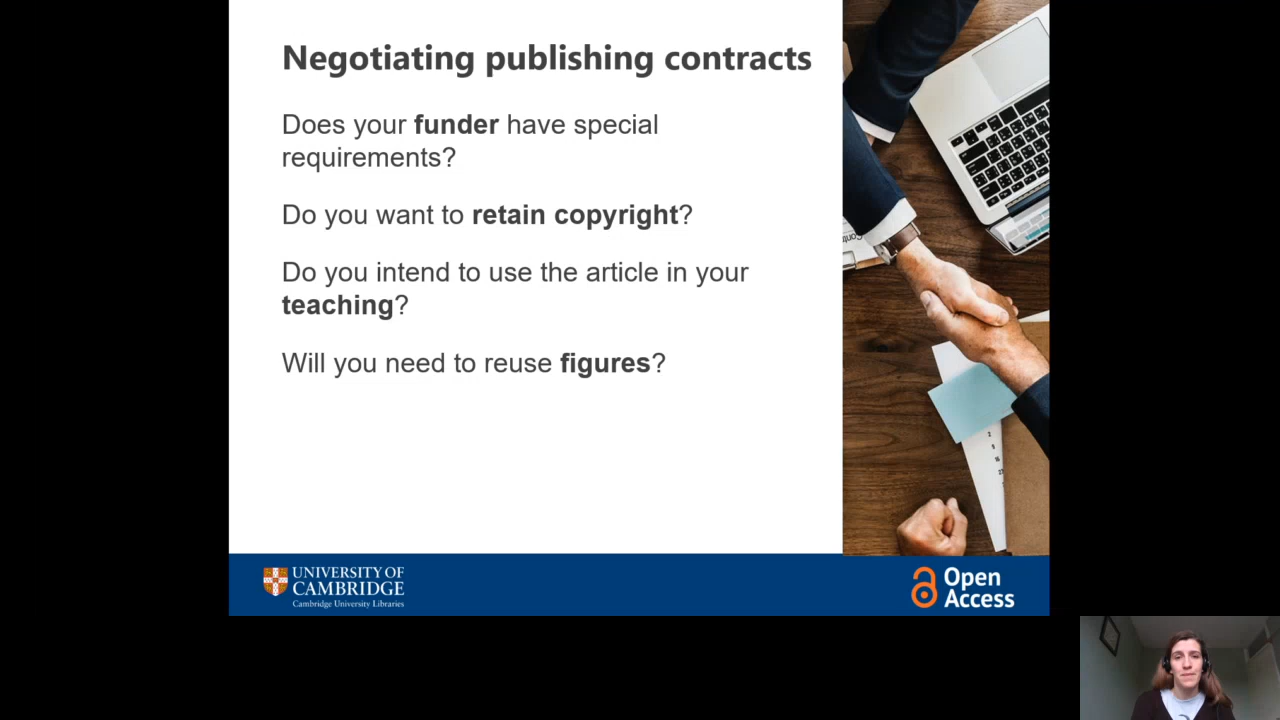 Negotiating publishing contracts
Does your funder have special
requirements?
Do you want to retain copyright?
Do you intend to use the article in your
teaching?
Will you need to reuse figures?
UNIVERSITY OF
CAMBRIDGE
Cambridge University Libraries
Open
Access